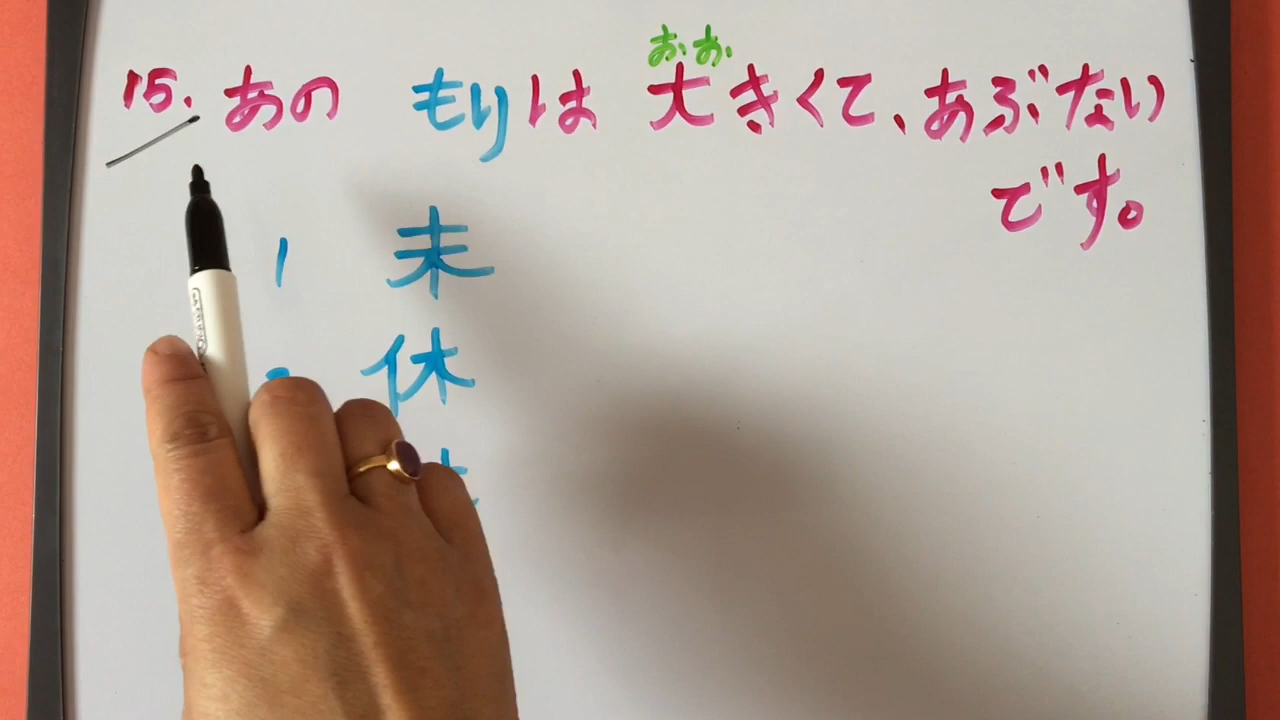 おお
15. あの もりは 大きくて、あぶない
です。
1 末
休